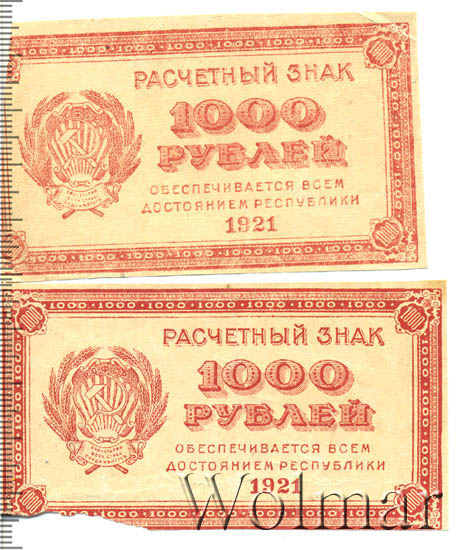 РАСЧЕТНЫЙ ЗНАК
1000
РУБЛЕЙ
ОБЕСПЕЧИВАЕТСЯ ВСЕМ
ДОСТОЯНИЕМ РЕСПУБЛИКИ
1921
РАСЧЕТНЫЙ ЗНАК
1000
РУБЛЕЙ
ОБЕСПЕЧИВАЕТСЯ ВСЕМ
ДОСТОЯНИЕМ РЕСПУБЛИКИ
1921
Wolmar